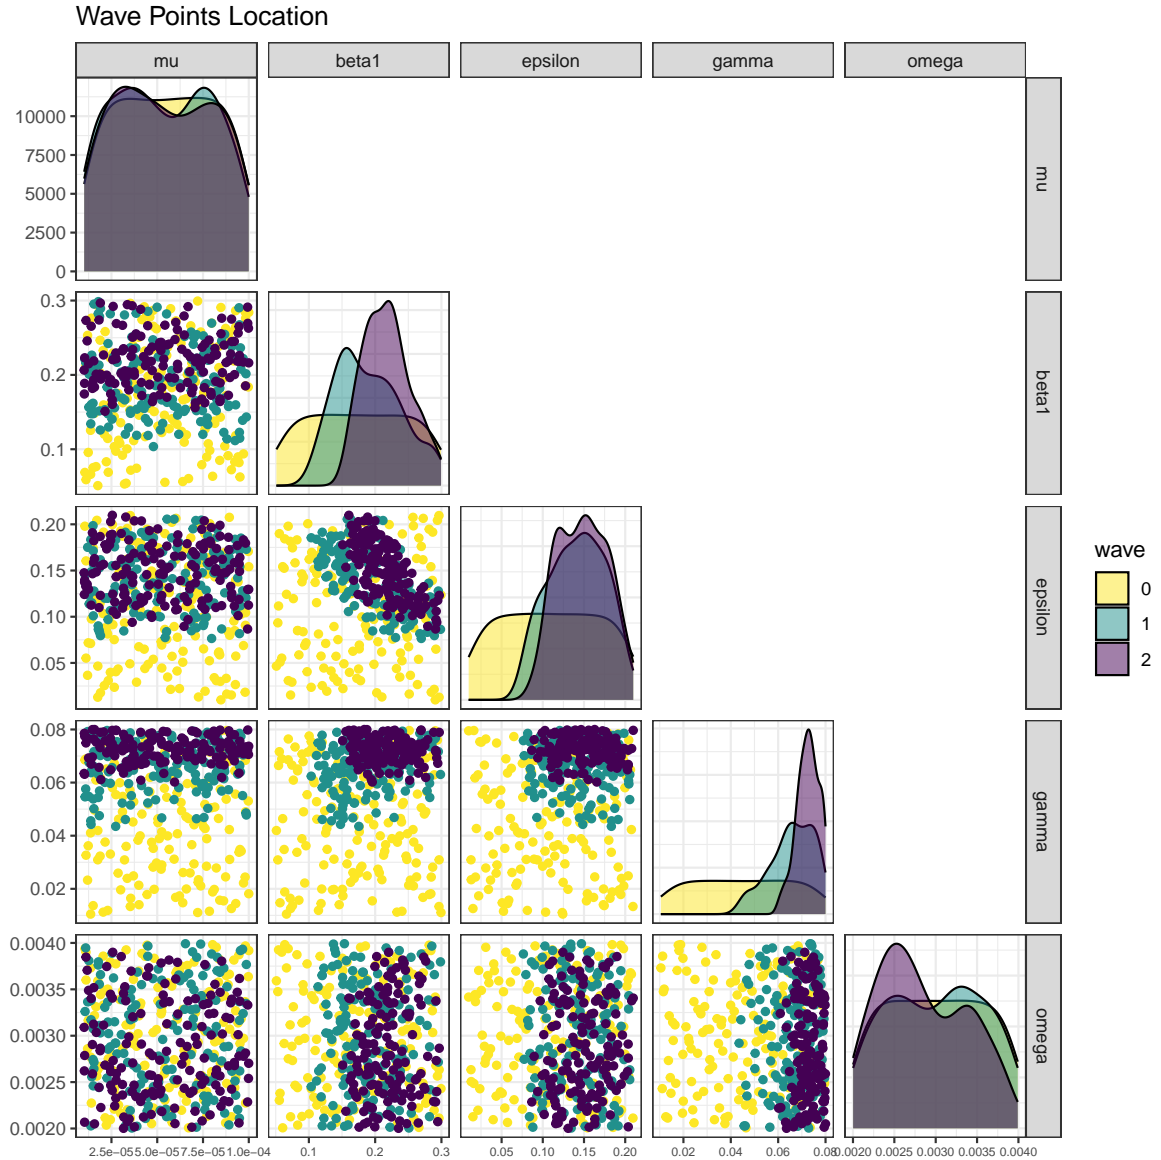 Wave Points Location
mu beta1 epsilon gamma omega
10000
7500
5000
2500
0
mu
0.3
0.2
0.1
beta1
0.20
0.15
0.10
0.05
epsilon
wave
0
1
2
0.08
0.06
0.04
0.02
gamma
0.0040
0.0035
0.0030
0.0025
0.0020
omega
2.5e-05 5.0e-05 7.5e-05 1.0e-04 0.1 0.2 0.3 0.05 0.10 0.15 0.20 0.02 0.04 0.06 0.08 0.0020 0.0025 0.0030 0.0035 0.0040